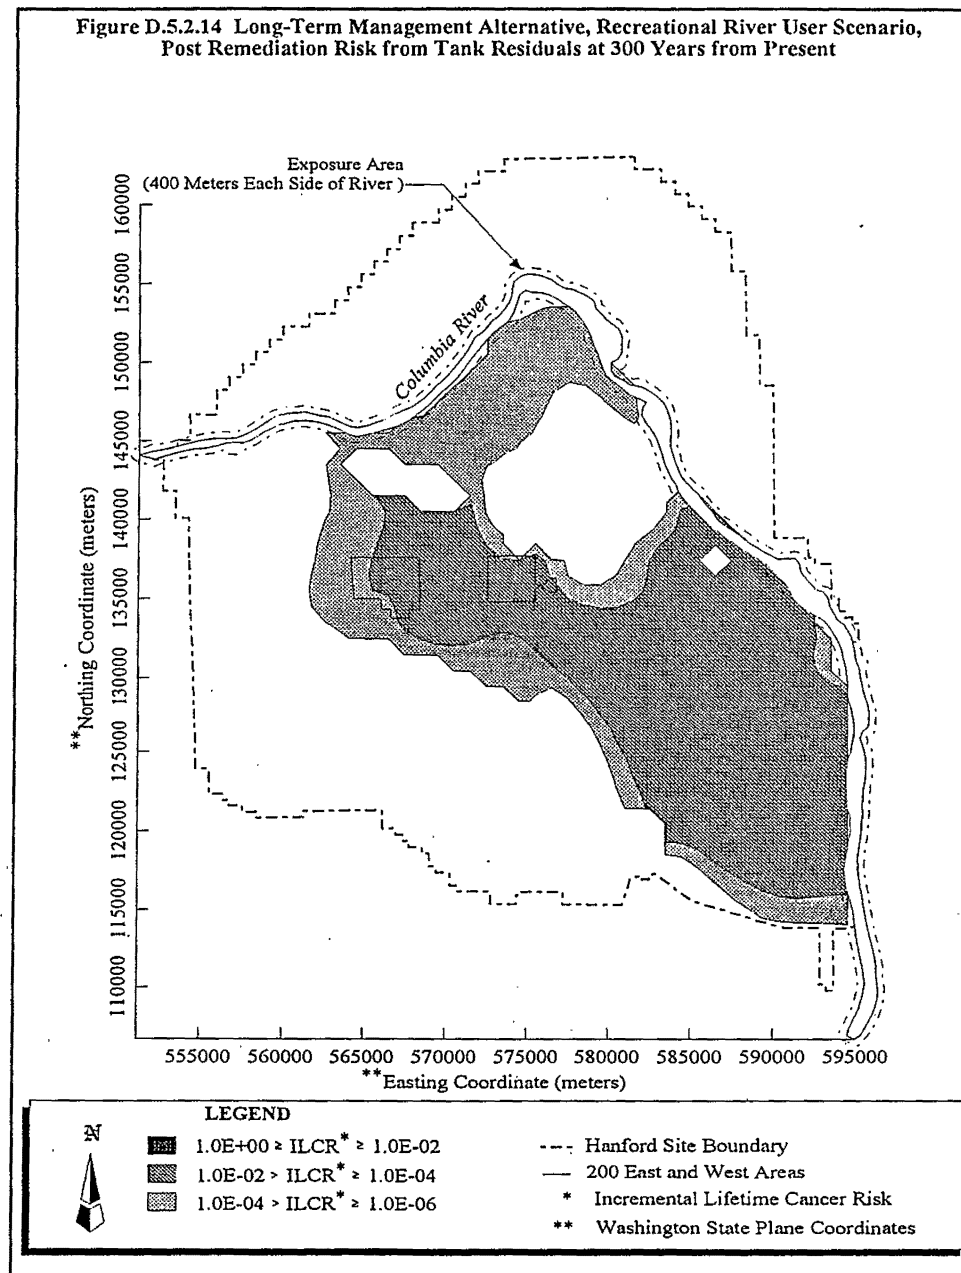 Figure D.5.2.14 Long-Term Management Alternative, Recreational River User Scenario,
Post Remediation Risk from Tank Residuals at 300 Years from Present
Exposure Area
(400 Meters Each Side of River)
Columbia River
**Northing Coordinate (meters)
160000
155000
150000
145000
140000
135000
130000
125000
120000
115000
110000
555000 560000 565000 570000 575000 580000 585000 590000 595000
**Easting Coordinate (meters)
LEGEND
N
1.0E+00 ≥ ILCR* ≥ 1.0E-02
1.0E-02 > ILCR* ≥ 1.0E-04
1.0E-04 > ILCR* ≥ 1.0E-06
Hanford Site Boundary
200 East and West Areas
* Incremental Lifetime Cancer Risk
** Washington State Plane Coordinates